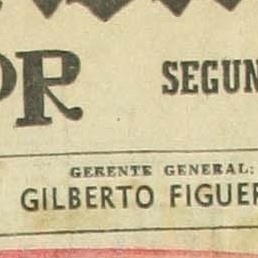 OR SEGUN
GERENTE GENERAL:
GILBERTO FIGUER